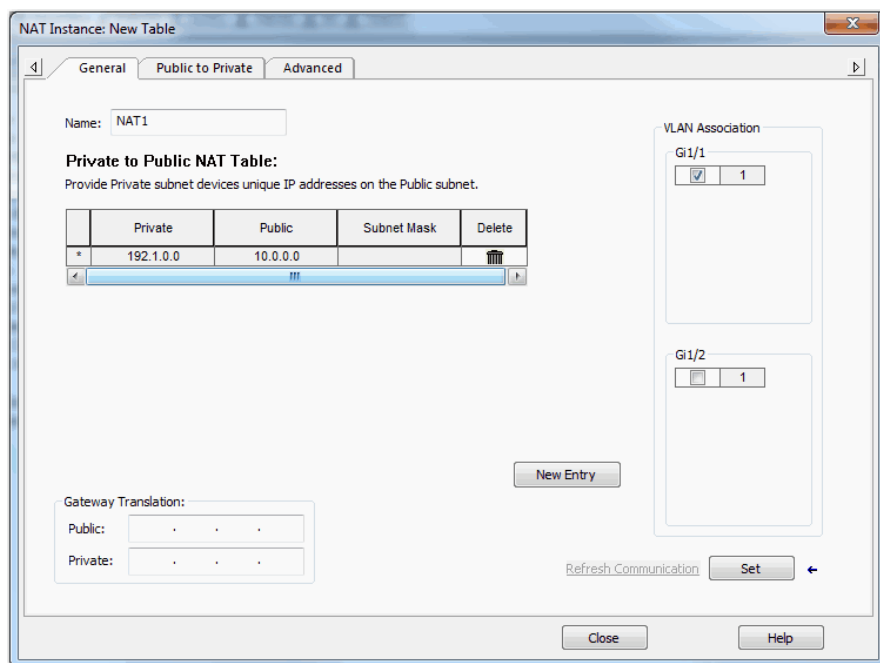 NAT Instance: New Table
General Public to Private Advanced
Name: NAT1
Private to Public NAT Table:
Provide Private subnet devices unique IP addresses on the Public subnet.
Private Public Subnet Mask Delete
* 192.1.0.0 10.0.0.0
VLAN Association
Gi1/1
1
Gi1/2
1
New Entry
Gateway Translation:
Public: . . .
Private: . . .
Refresh Communication Set
Close Help